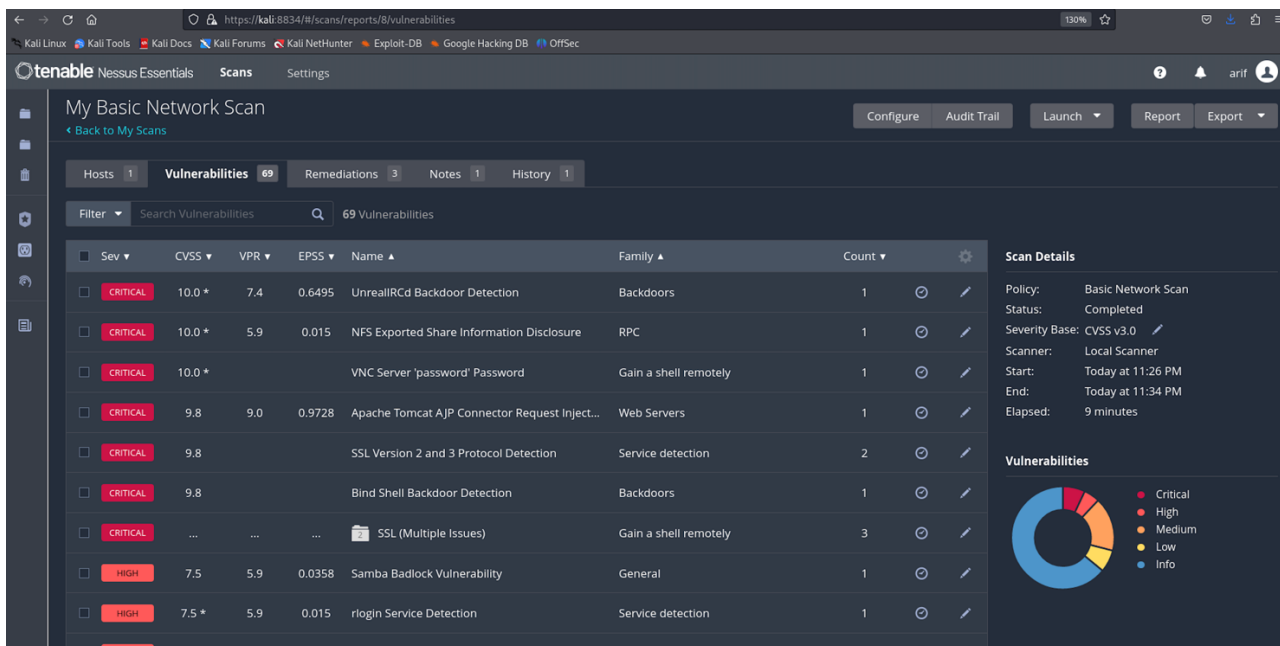 https://kali:8834/#/scans/reports/8/vulnerabilities 130%
Kali Linux Kali Tools Kali Docs Kali Forums Kali NetHunter Exploit-DB Google Hacking DB OffSec
tenable Nessus Essentials Scans Settings arif
My Basic Network Scan
Configure Audit Trail Launch Report Export
Back to My Scans
Hosts 1 Vulnerabilities 69 Remediations 3 Notes 1 History 1
Filter Search Vulnerabilities 69 Vulnerabilities
Sev CVSS VPR EPSS Name Family Count
CRITICAL 10.0 * 7.4 0.6495 UnrealIRCd Backdoor Detection Backdoors 1
CRITICAL 10.0 * 5.9 0.015 NFS Exported Share Information Disclosure RPC 1
CRITICAL 10.0 * VNC Server 'password' Password Gain a shell remotely 1
CRITICAL 9.8 9.0 0.9728 Apache Tomcat AJP Connector Request Inject... Web Servers 1
CRITICAL 9.8 SSL Version 2 and 3 Protocol Detection Service detection 2
CRITICAL 9.8 Bind Shell Backdoor Detection Backdoors 1
CRITICAL ... ... ... 2 SSL (Multiple Issues) Gain a shell remotely 3
HIGH 7.5 5.9 0.0358 Samba Badlock Vulnerability General 1
HIGH 7.5 * 5.9 0.015 rlogin Service Detection Service detection 1
Scan Details
Policy: Basic Network Scan
Status: Completed
Severity Base: CVSS v3.0
Scanner: Local Scanner
Start: Today at 11:26 PM
End: Today at 11:34 PM
Elapsed: 9 minutes
Vulnerabilities
Critical
High
Medium
Low
Info